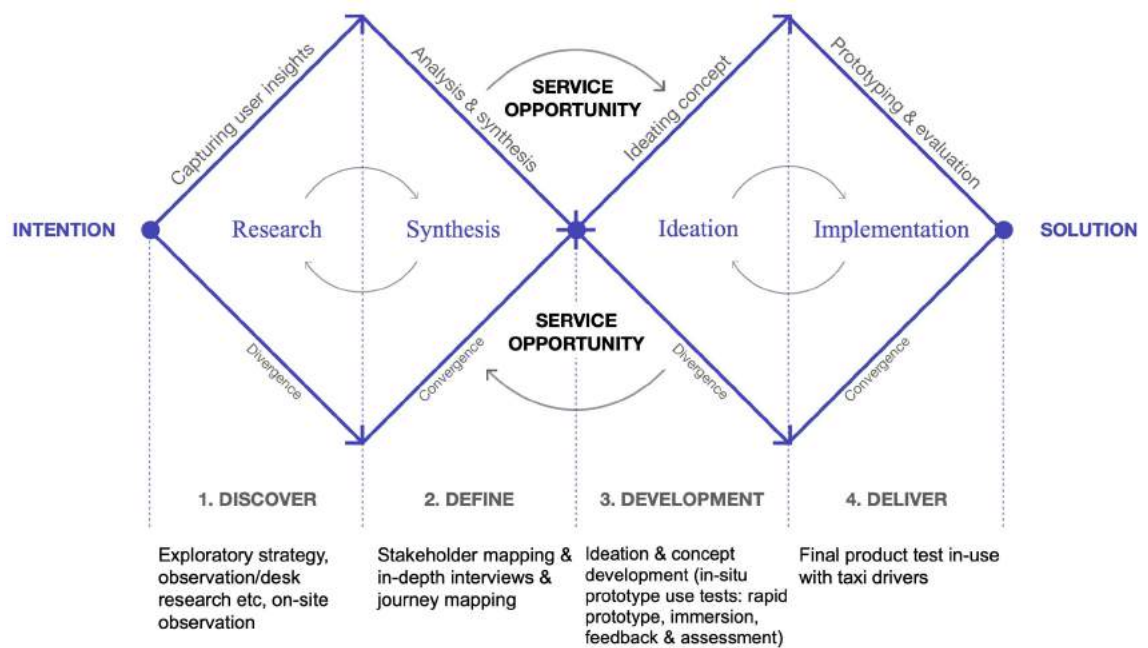 Capturing user insights
Analysis & synthesis
SERVICE
OPPORTUNITY
Ideating concept
Prototyping & evaluation
INTENTION
Research
Synthesis
Ideation
Implementation
SOLUTION
SERVICE
OPPORTUNITY
Divergence
Convergence
Divergence
Convergence
1. DISCOVER
2. DEFINE
3. DEVELOPMENT
4. DELIVER
Exploratory strategy,
observation/desk
research etc, on-site
observation
Stakeholder mapping &
in-depth interviews &
journey mapping
Ideation & concept
development (in-situ
prototype use tests: rapid
prototype, immersion,
feedback & assessment)
Final product test in-use
with taxi drivers